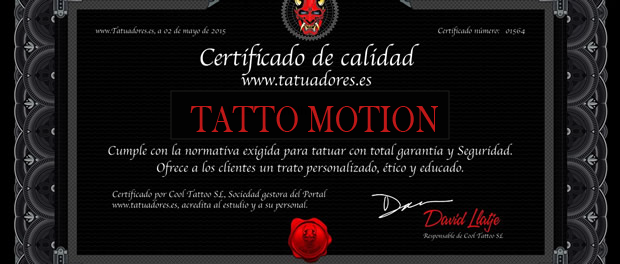 www.Tatuadores.es, a 02 de mayo de 2015
Certificado número: 01564
Certificado de calidad
www.tatuadores.es
TATTO MOTION
Cumple con la normativa exigida para tatuar con total garantía y Seguridad.
Ofrece a los clientes un trato personalizado, ético y educado.
Certificado por Cool Tattoo SL, Sociedad gestora del Portal
www.tatuadores.es, acredita al estudio y a su personal.
David Llatje
Responsable de Cool Tattoo SL